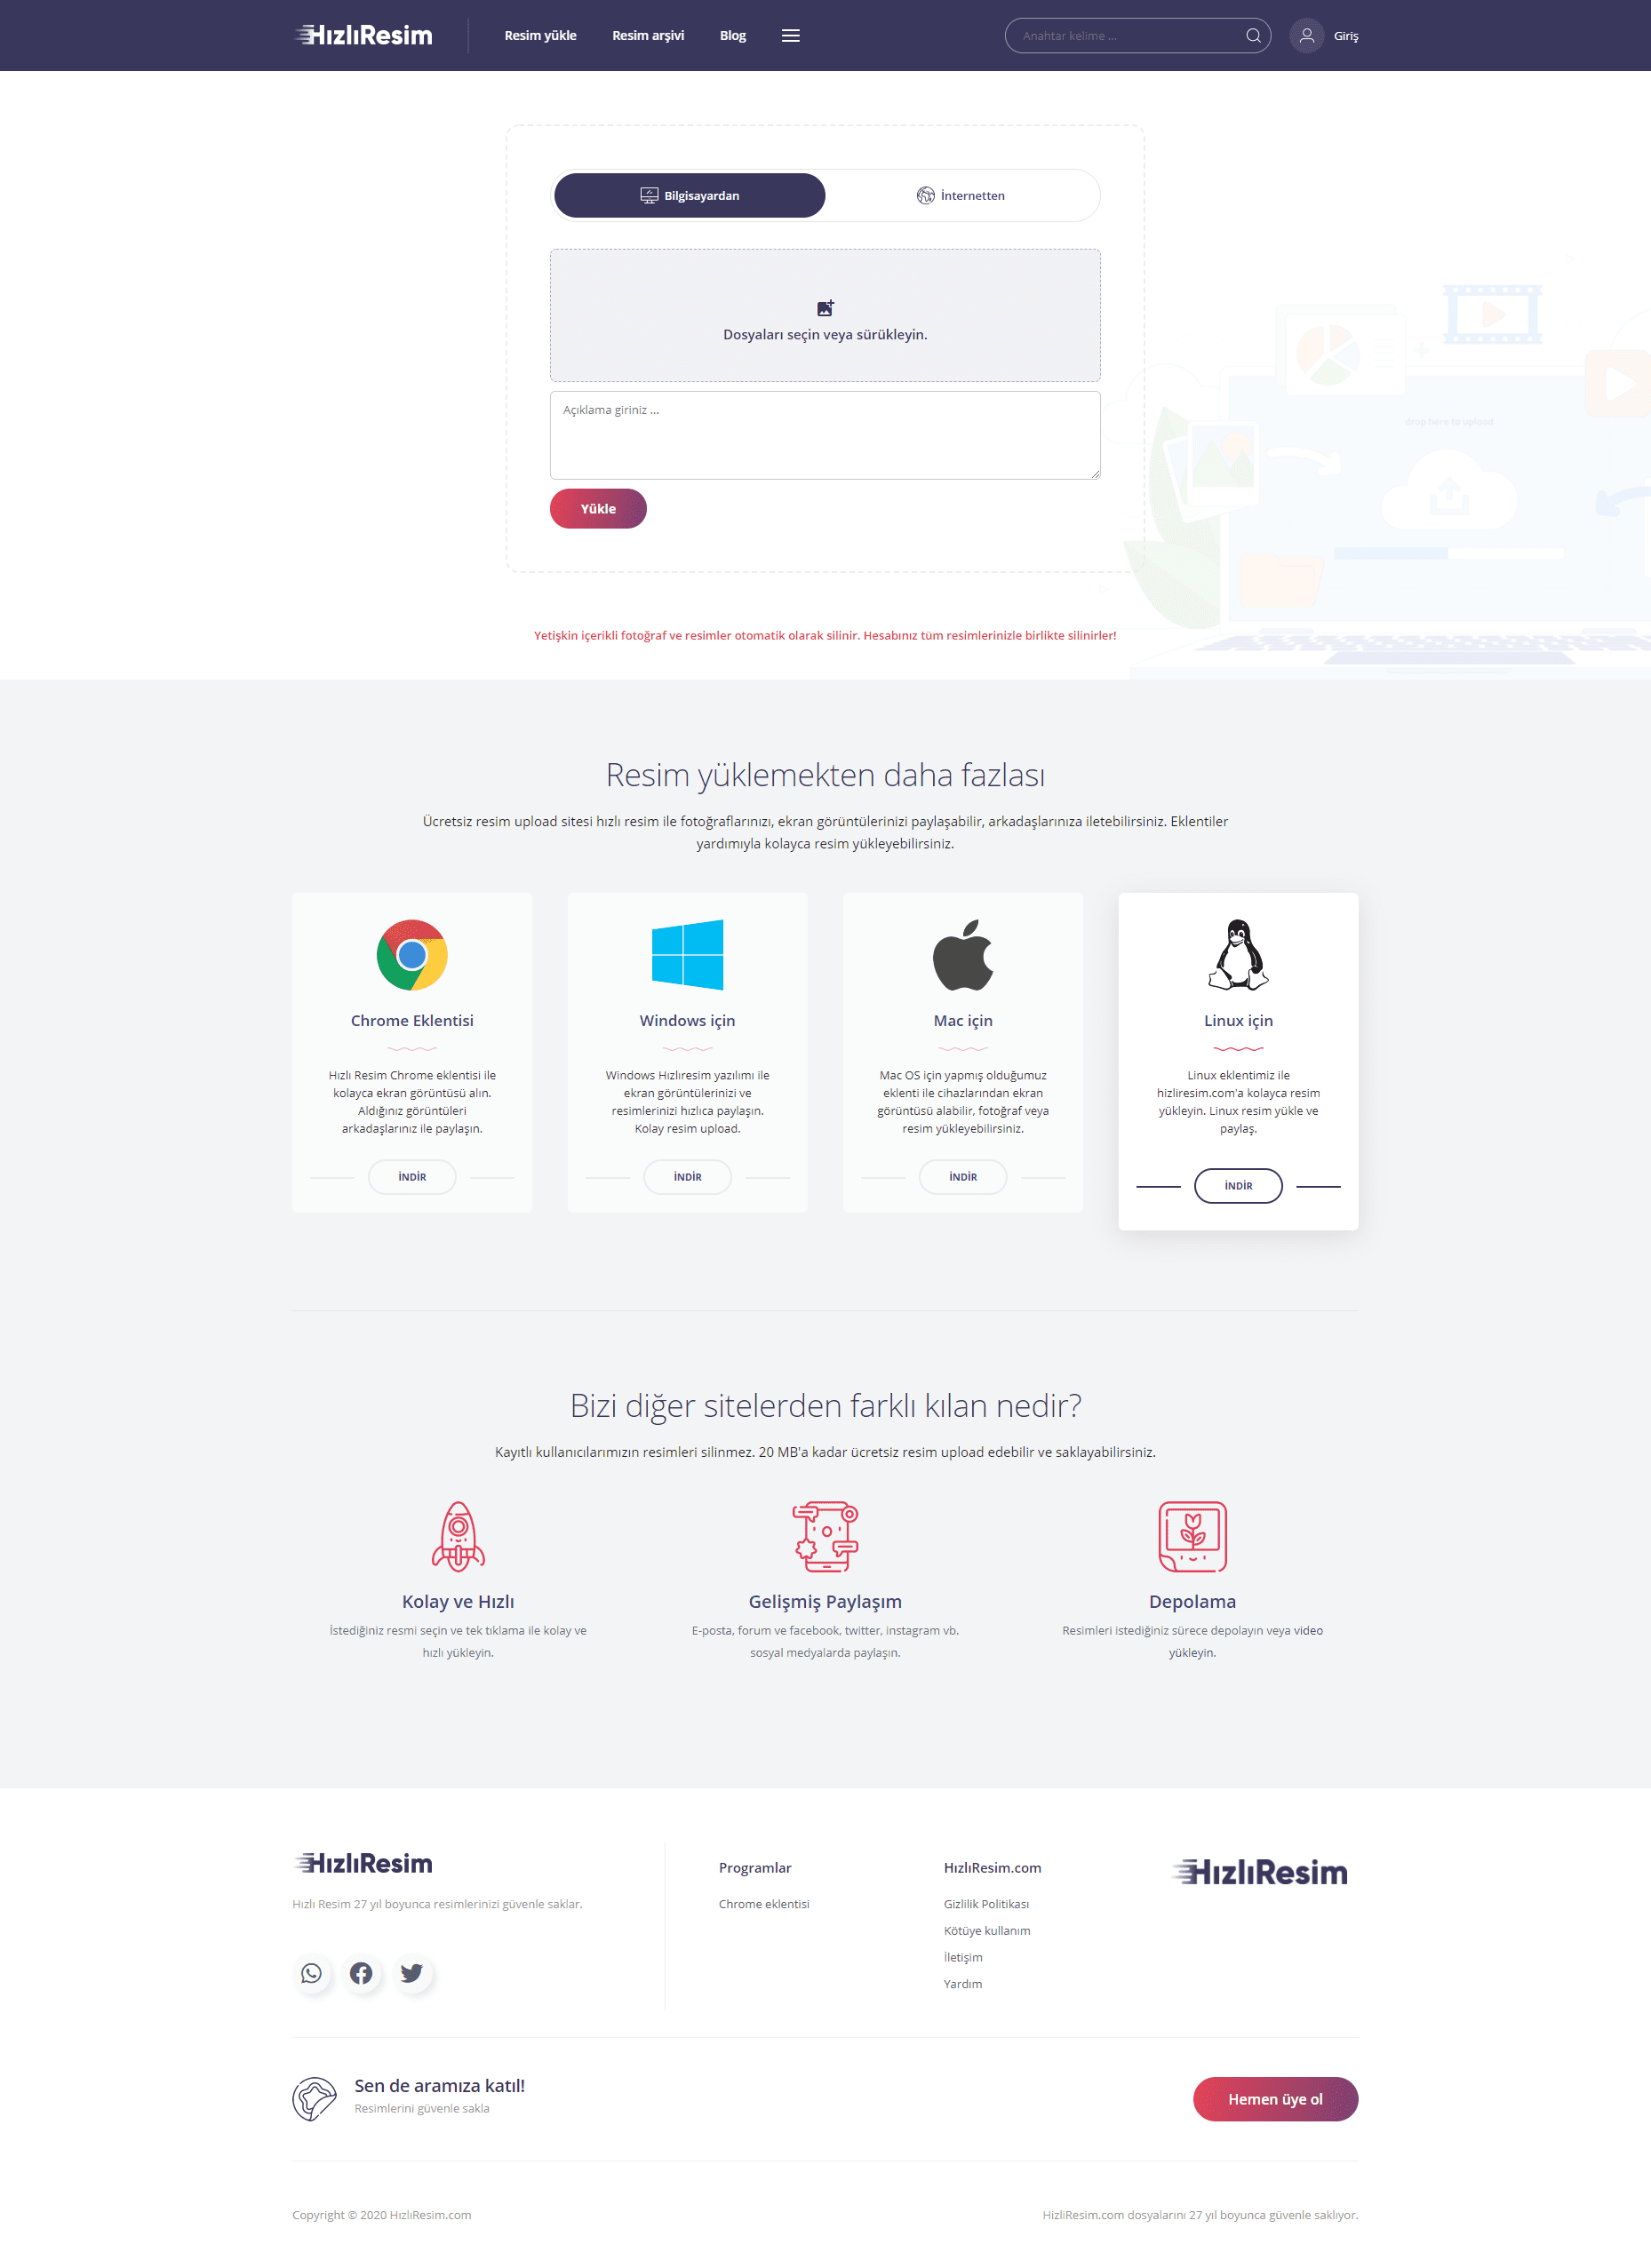 HızlıResim
Resim yükle
Resim arşivi
Blog
Anahtar kelime ...
Giriş
Bilgisayardan
İnternetten
Dosyaları seçin veya sürükleyin.
Açıklama giriniz ...
Yükle
drop here to upload
Yetişkin içerikli fotoğraf ve resimler otomatik olarak silinir. Hesabınız tüm resimlerinizle birlikte silinirler!
Resim yüklemekten daha fazlası
Ücretsiz resim upload sitesi hızlı resim ile fotoğraflarınızı, ekran görüntülerinizi paylaşabilir, arkadaşlarınıza iletebilirsiniz. Eklentiler
yardımıyla kolayca resim yükleyebilirsiniz.
Chrome Eklentisi
Hızlı Resim Chrome eklentisi ile
kolayca ekran görüntüsü alın.
Aldığınız görüntüleri
arkadaşlarınız ile paylaşın.
İNDİR
Windows için
Windows Hızlıresim yazılımı ile
ekran görüntülerinizi ve
resimlerinizi hızlıca paylaşın.
Kolay resim upload.
İNDİR
Mac için
Mac OS için yapmış olduğumuz
eklenti ile cihazlarından ekran
görüntüsü alabilir, fotoğraf veya
resim yükleyebilirsiniz.
İNDİR
Linux için
Linux eklentimiz ile
hizliresim.com'a kolayca resim
yükleyin. Linux resim yükle ve
paylaş.
İNDİR
Bizi diğer sitelerden farklı kılan nedir?
Kayıtlı kullanıcılarımızın resimleri silinmez. 20 MB'a kadar ücretsiz resim upload edebilir ve saklayabilirsiniz.
Kolay ve Hızlı
İstediğiniz resmi seçin ve tek tıklama ile kolay ve
hızlı yükleyin.
Gelişmiş Paylaşım
E-posta, forum ve facebook, twitter, instagram vb.
sosyal medyalarda paylaşın.
Depolama
Resimleri istediğiniz sürece depolayın veya video
yükleyin.
HızlıResim
Hızlı Resim 27 yıl boyunca resimlerinizi güvenle saklar.
Programlar
Chrome eklentisi
HızlıResim.com
Gizlilik Politikası
Kötüye kullanım
İletişim
Yardım
HızlıResim
Sen de aramıza katıl!
Resimlerini güvenle sakla
Hemen üye ol
Copyright © 2020 HızlıResim.com
HizliResim.com dosyalarını 27 yıl boyunca güvenle saklıyor.